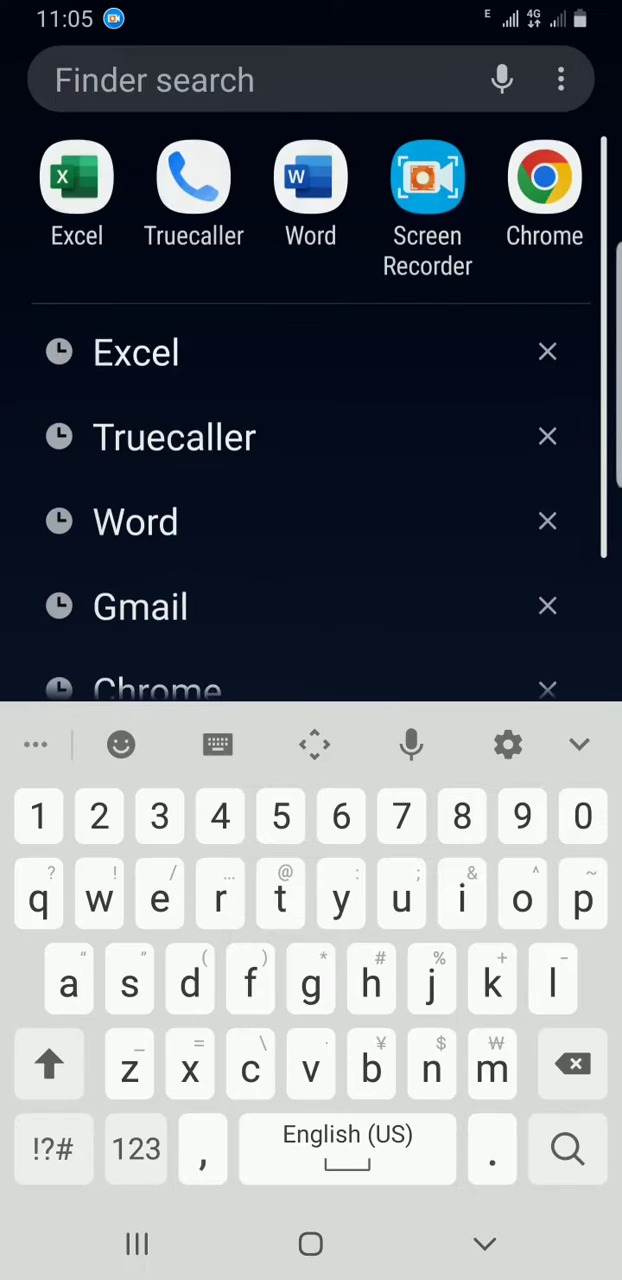 11:05 E 4G
Finder search
X W
Excel Truecaller Word Screen Recorder Chrome
Excel
Truecaller
Word
Gmail
Chrome
1 2 3 4 5 6 7 8 9 0
? ! / ... @ : ; & ^ ~
q w e r t y u i o p
" " ( ) * # % + -
a s d f g h j k l
_ = \ · ¥ $ ₩
z x c v b n m
!?# 123 , English (US) .